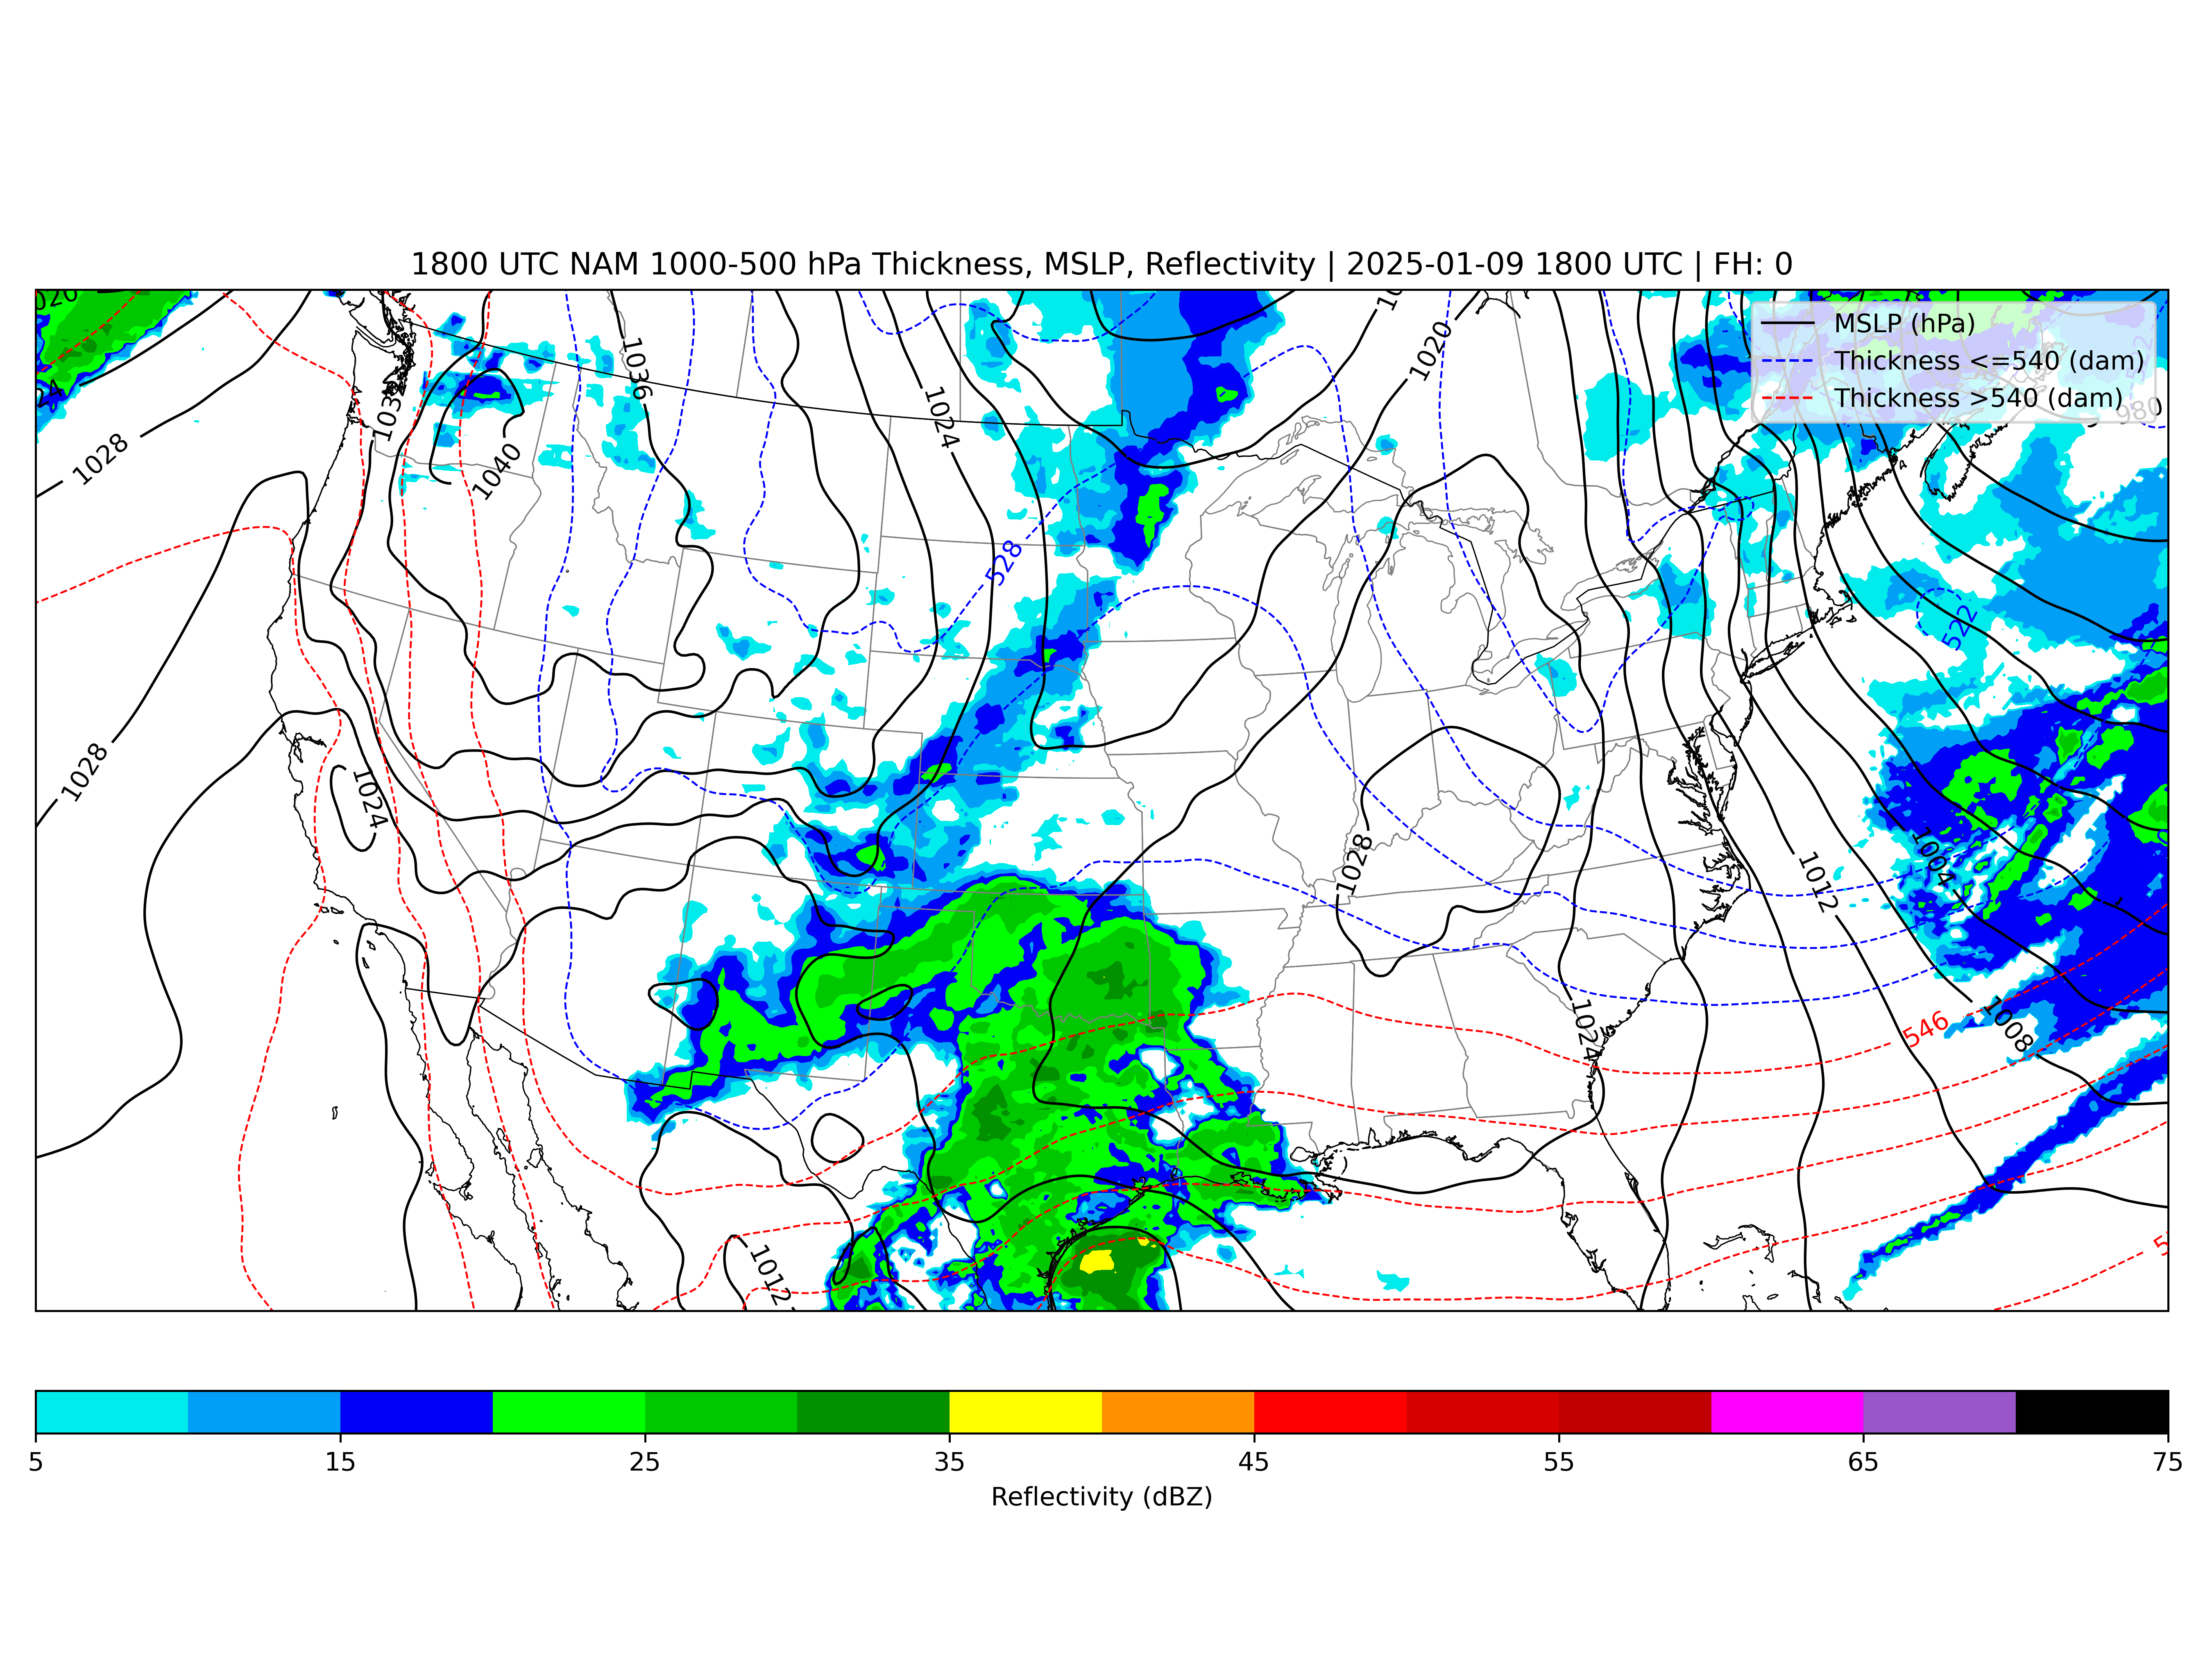 1800 UTC NAM 1000-500 hPa Thickness, MSLP, Reflectivity | 2025-01-09 1800 UTC | FH: 0
MSLP (hPa)
Thickness <=540 (dam)
Thickness >540 (dam)
980
1020
1036
1024
1028
1040
528
522
1028
1024
1028
1012
1004
546
1008
1024
1012
5 15 25 35 45 55 65 75
Reflectivity (dBZ)